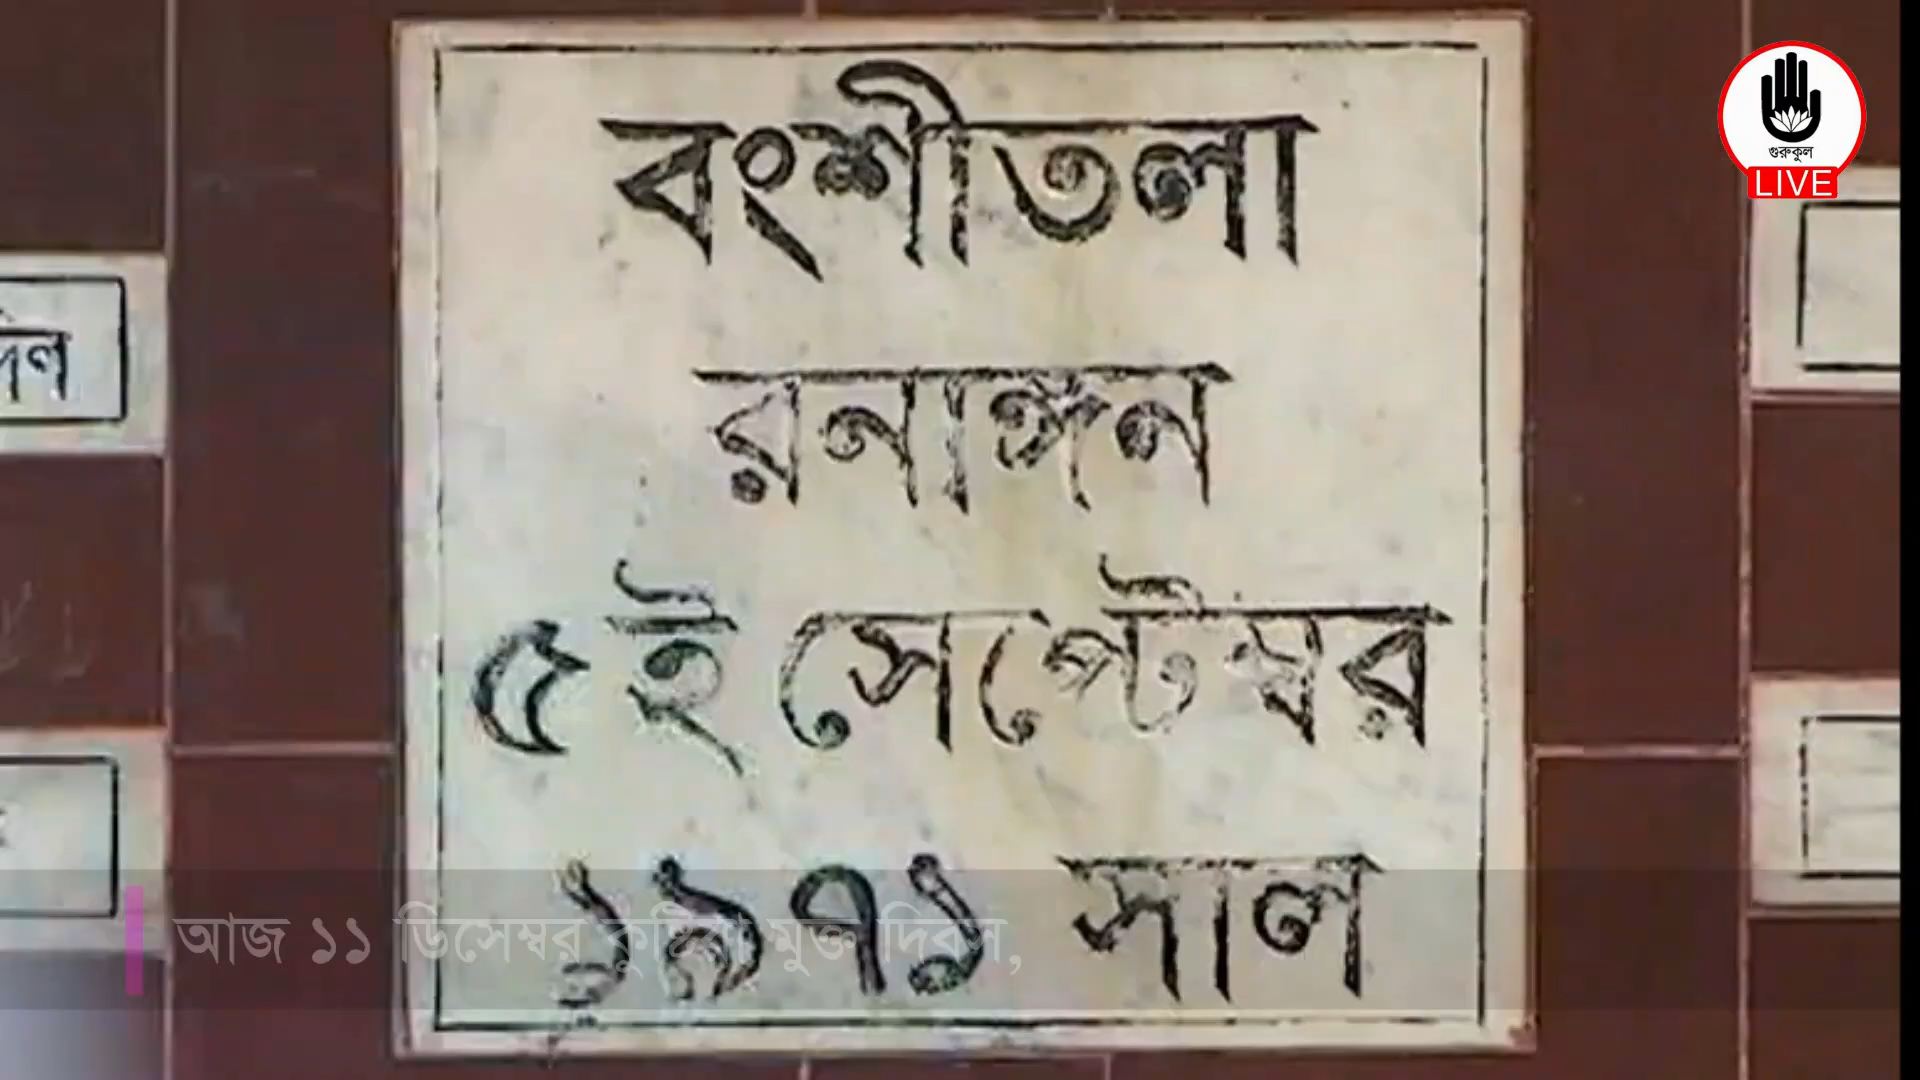 বংশীতলা
রনাঙ্গন
৫ই সেপ্টেম্বর
১৯৭১ সাল
আজ ১১ ডিসেম্বর কুষ্টিয়া মুক্ত দিবস,
গুরুকুল
LIVE